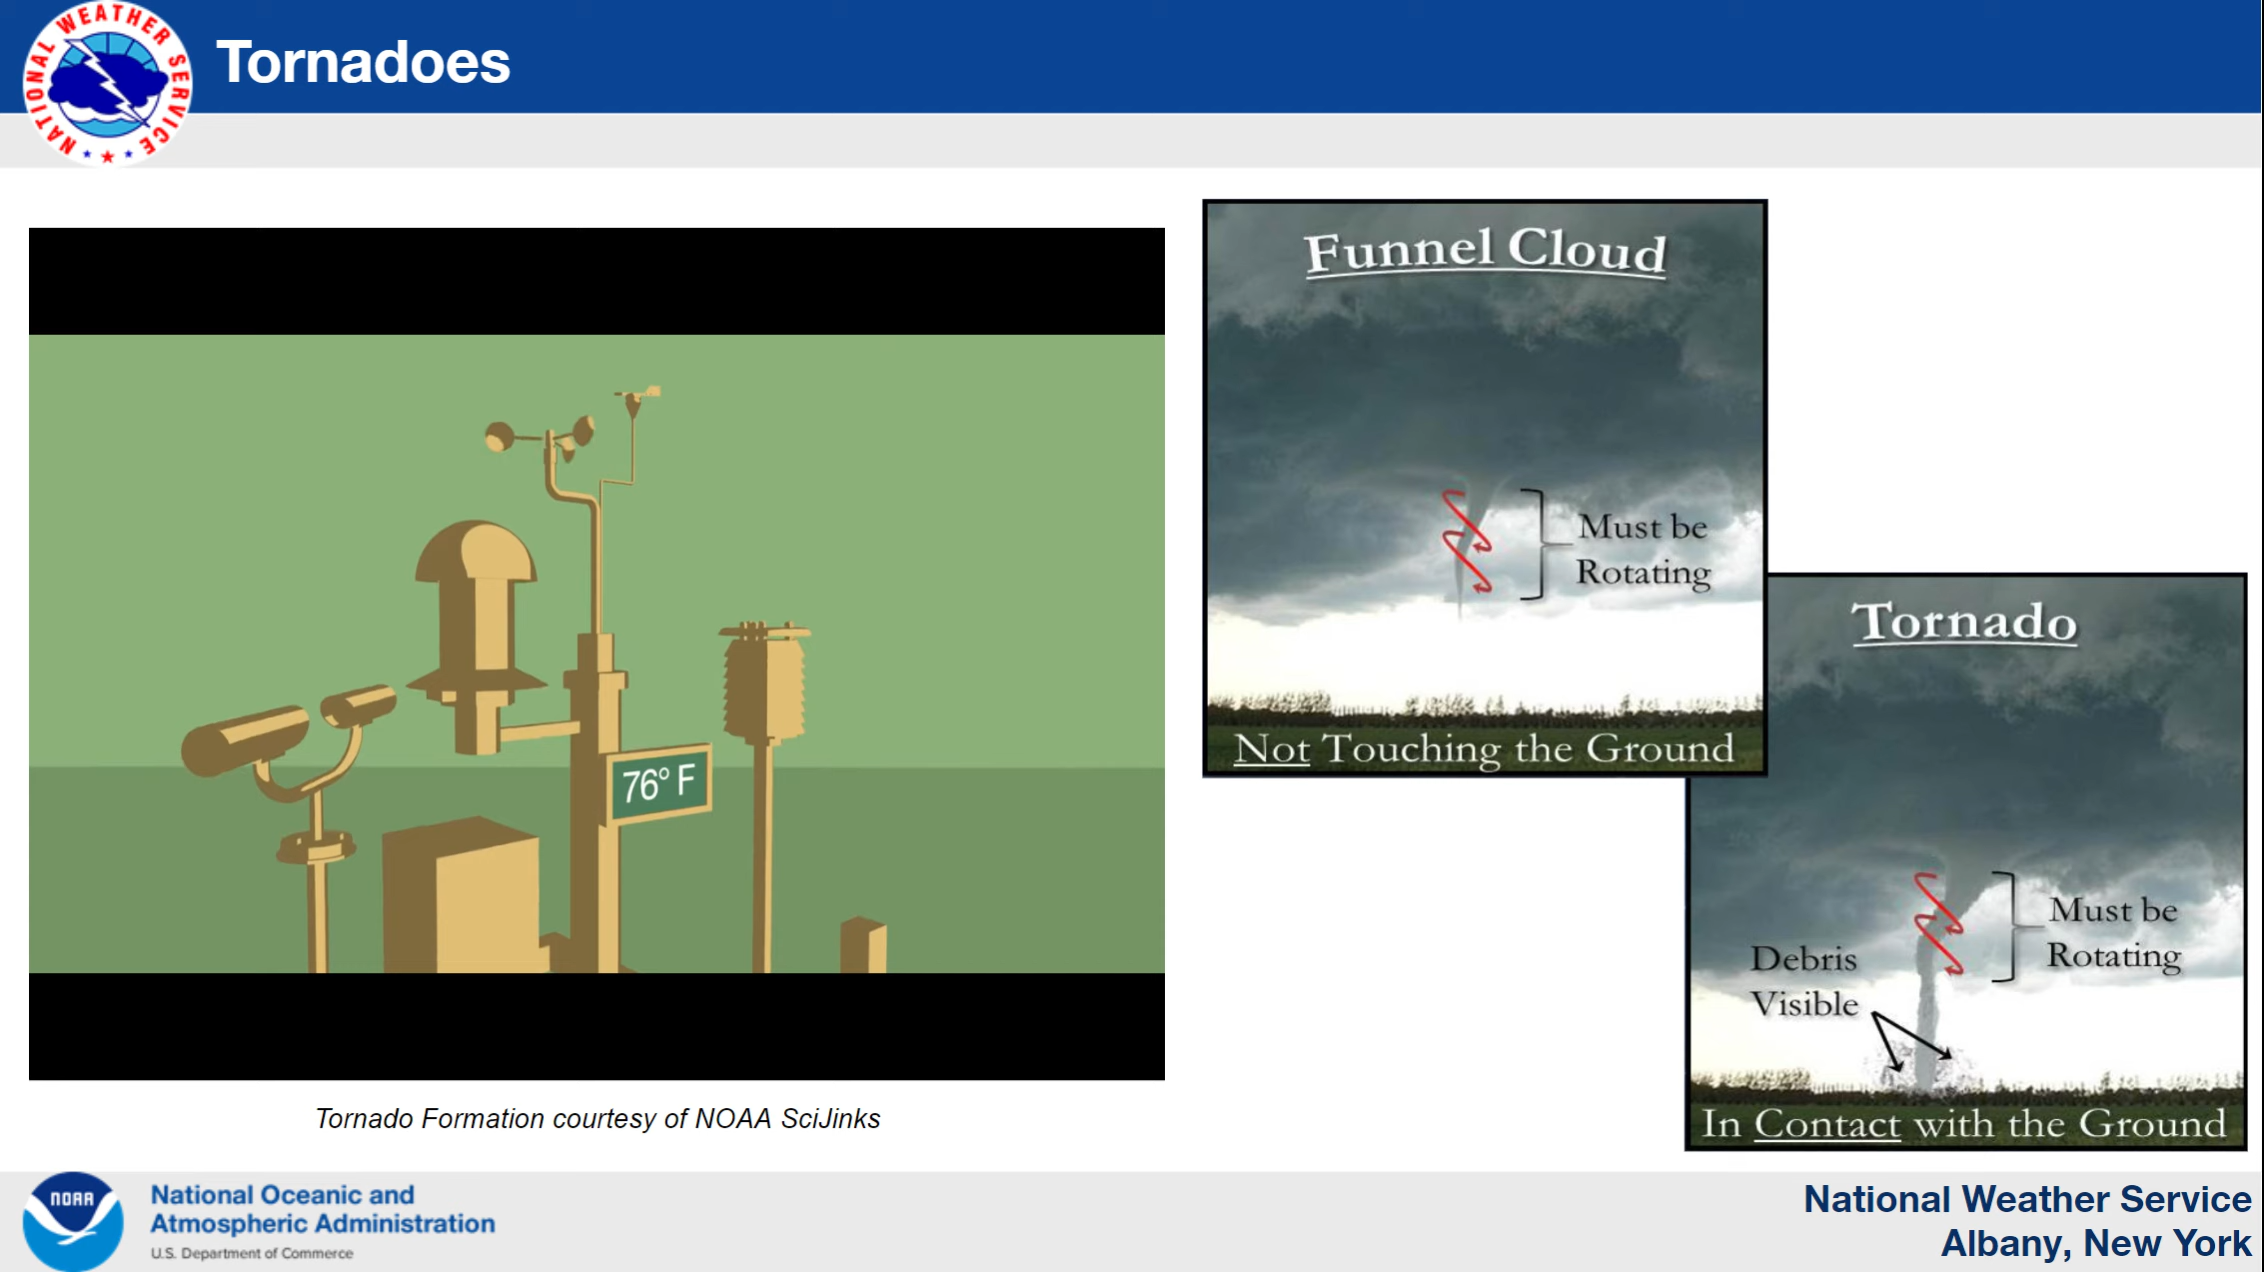 NATIONAL WEATHER SERVICE
Tornadoes
76° F
Tornado Formation courtesy of NOAA SciJinks
Funnel Cloud
Must be
Rotating
Not Touching the Ground
Tornado
Must be
Rotating
Debris
Visible
In Contact with the Ground
NOAA
National Oceanic and
Atmospheric Administration
U.S. Department of Commerce
National Weather Service
Albany, New York